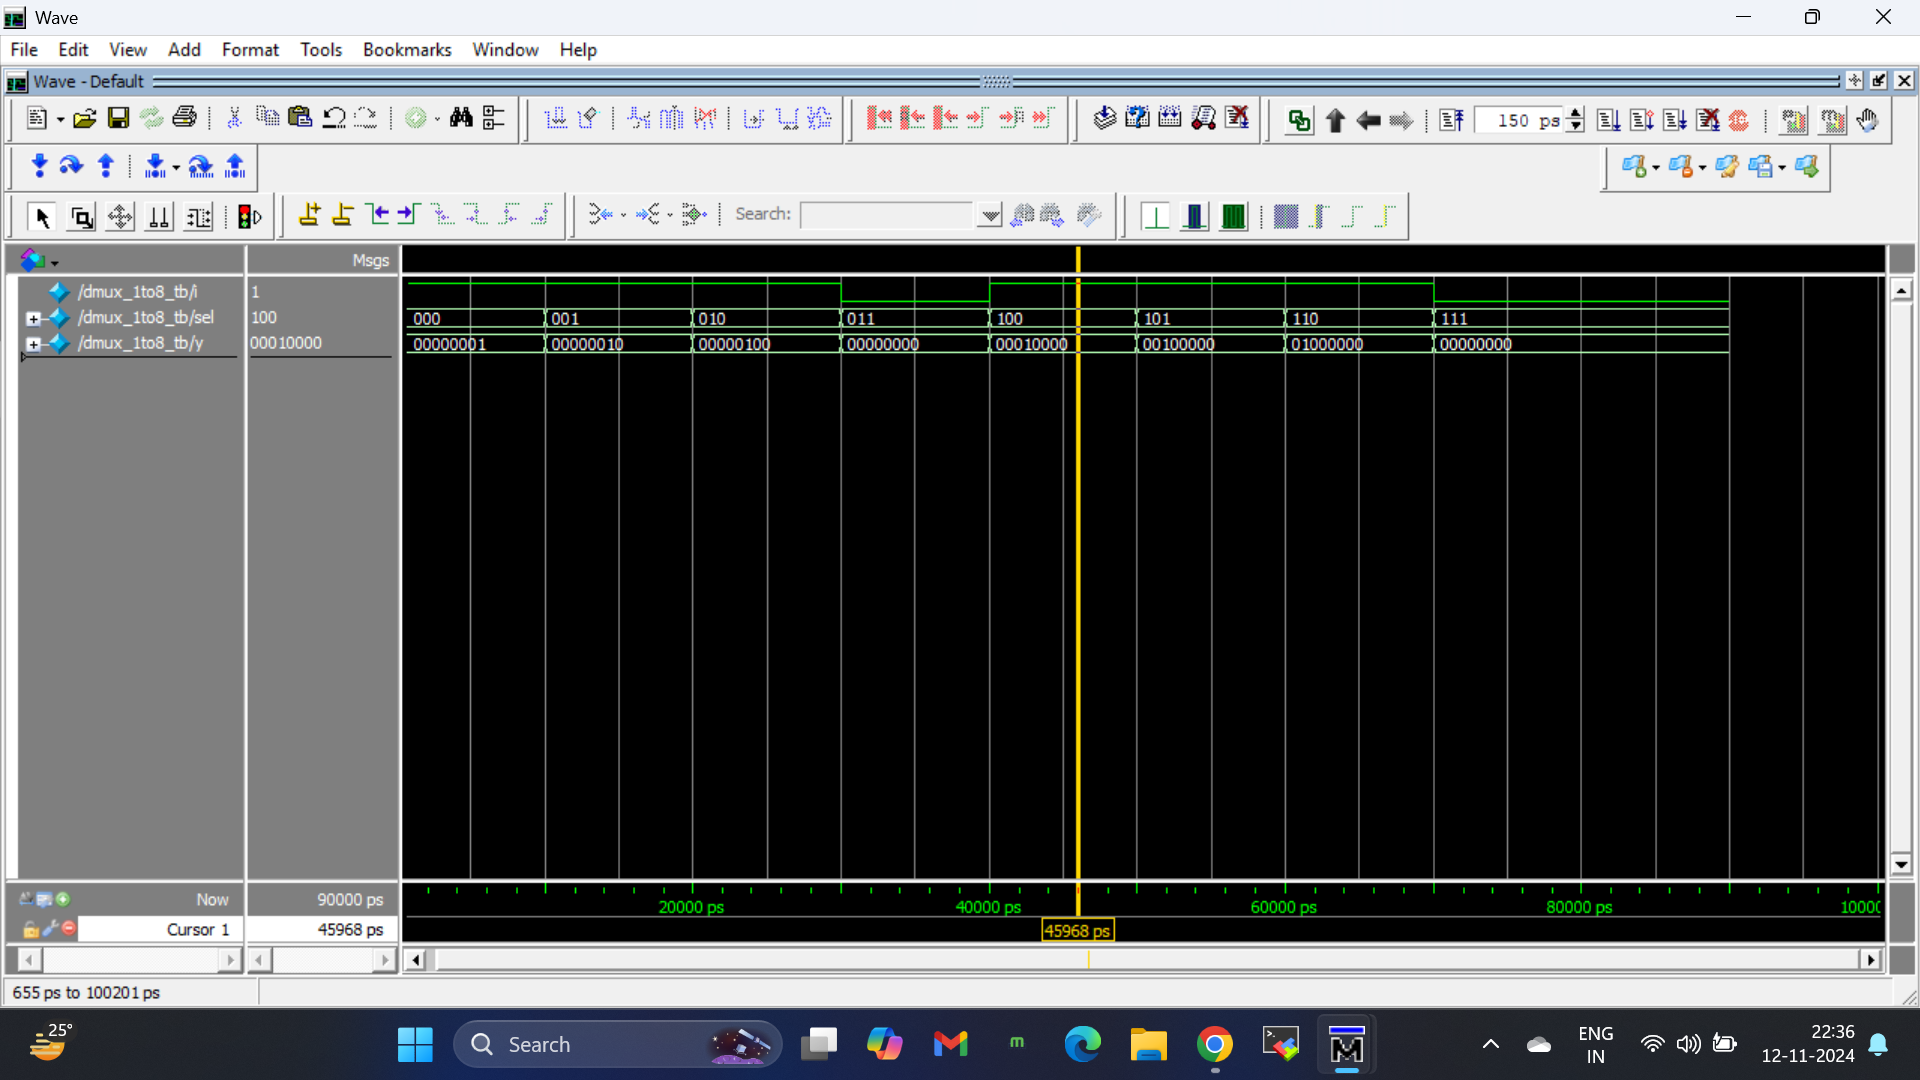 Wave
File Edit View Add Format Tools Bookmarks Window Help
Wave - Default
150 ps
Search:
Msgs
/dmux_1to8_tb/i 1
/dmux_1to8_tb/sel 100 000 001 010 011 100 101 110 111
/dmux_1to8_tb/y 00010000 00000001 00000010 00000100 00000000 00010000 00100000 01000000 00000000
Now 90000 ps 20000 ps 40000 ps 60000 ps 80000 ps 10000
Cursor 1 45968 ps 45968 ps
655 ps to 100201 ps
25°
Search
m
ENG
IN
22:36
12-11-2024